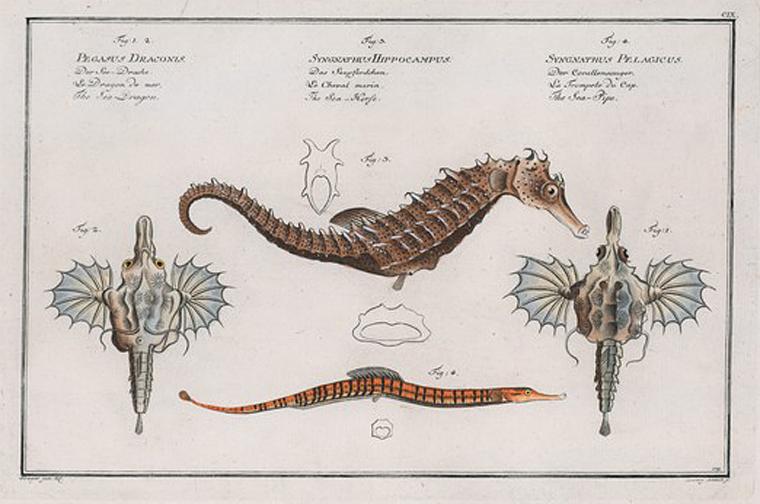 CIX.
Fig: 1. 2.
PEGASUS DRACONIS.
Der See-Drache.
Le Dragon de mer.
The Sea-Dragon.
Fig: 3.
SYNGNATHUS HIPPOCAMPUS.
Das Seepferdchen.
Le Cheval marin.
The Sea-Horse.
Fig: 4.
SYNGNATHUS PELAGICUS.
Der Corallensauger.
La Trompete du Cap.
The Sea-Pipe.
Fig: 3.
Fig: 2.
Fig: 1.
Fig: 4.